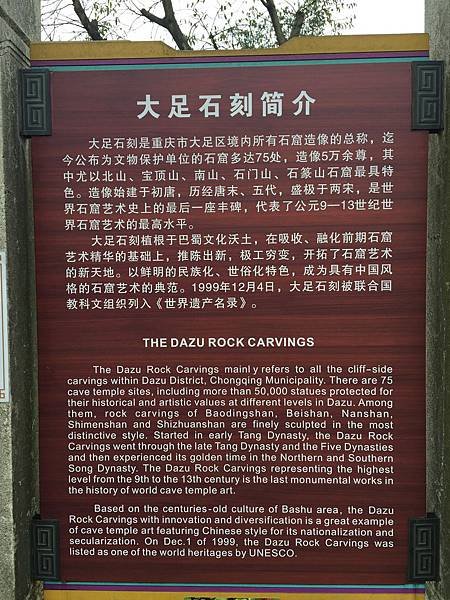 大足石刻简介
大足石刻是重庆市大足区境内所有石窟造像的总称，迄
今公布为文物保护单位的石窟多达75处，造像5万余尊，其
中尤以北山、宝顶山、南山、石门山、石篆山石窟最具特
色。造像始建于初唐，历经唐末、五代，盛极于两宋，是世
界石窟艺术史上的最后一座丰碑，代表了公元9—13世纪世
界石窟艺术的最高水平。
大足石刻植根于巴蜀文化沃土，在吸收、融化前期石窟
艺术精华的基础上，推陈出新，极工穷变，开拓了石窟艺术
的新天地。以鲜明的民族化、世俗化特色，成为具有中国风
格的石窟艺术的典范。1999年12月4日，大足石刻被联合国
教科文组织列入《世界遗产名录》。
THE DAZU ROCK CARVINGS
The Dazu Rock Carvings mainl y refers to all the cliff-side
carvings within Dazu District, Chongqing Municipality. There are 75
cave temple sites, including more than 50,000 statues protected for
their historical and artistic values at different levels in Dazu. Among
them, rock carvings of Baodingshan, Beishan, Nanshan,
Shimenshan and Shizhuanshan are finely sculpted in the most
distinctive style. Started in early Tang Dynasty, the Dazu Rock
Carvings went through the late Tang Dynasty and the Five Dynasties
and then experienced its golden time in the Northern and Southern
Song Dynasty. The Dazu Rock Carvings representing the highest
level from the 9th to the 13th century is the last monumental works in
the history of world cave temple art.
Based on the centuries-old culture of Bashu area, the Dazu
Rock Carvings with innovation and diversification is a great example
of cave temple art featuring Chinese style for its nationalization and
secularization. On Dec.1 of 1999, the Dazu Rock Carvings was
listed as one of the world heritages by UNESCO.